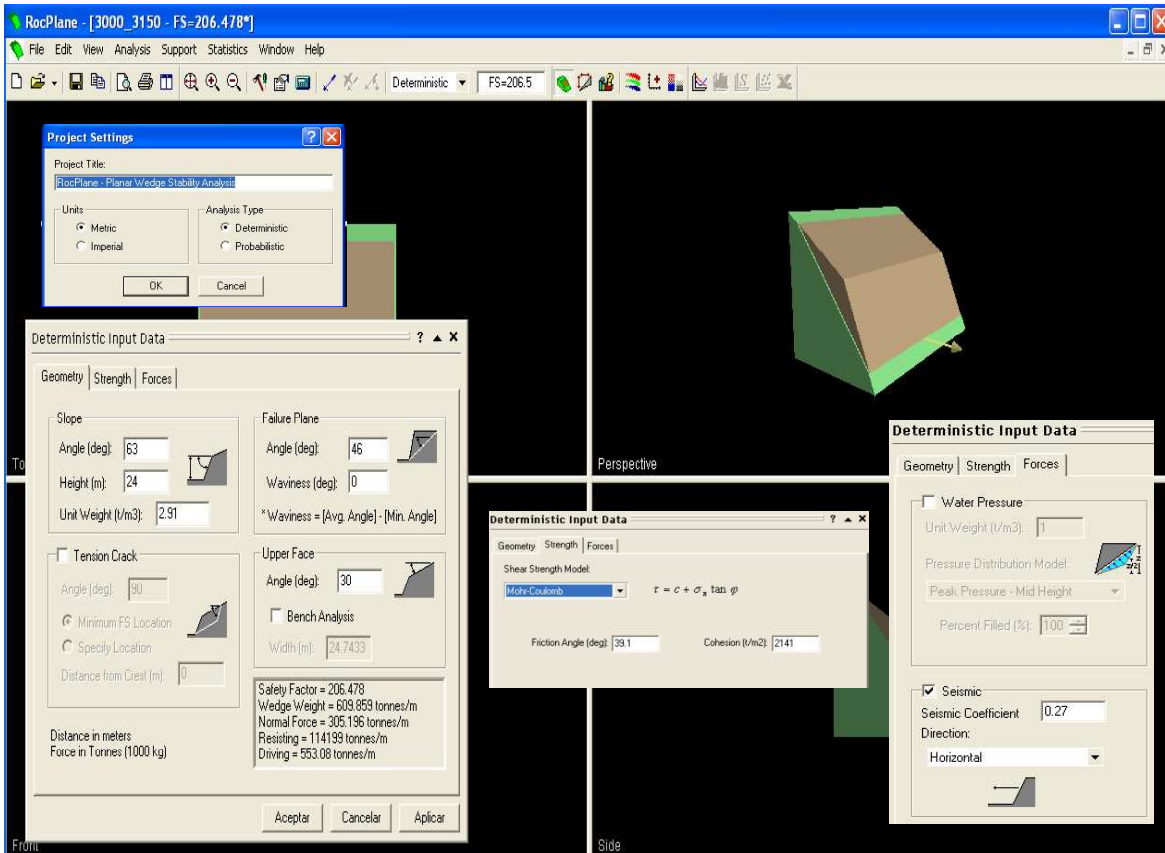 RocPlane - [3000_3150 - FS=206.478*]
File Edit View Analysis Support Statistics Window Help
Deterministic FS=206.5
Project Settings
Project Title:
RocPlane - Planar Wedge Stability Analysis
Units
Metric
Imperial
Analysis Type
Deterministic
Probabilistic
OK Cancel
Deterministic Input Data
Geometry Strength Forces
Slope
Angle (deg): 63
Height (m): 24
Unit Weight (t/m3): 2.91
Failure Plane
Angle (deg): 46
Waviness (deg): 0
*Waviness = [Avg. Angle] - [Min. Angle]
Tension Crack
Angle (deg): 90
Minimum FS Location
Specify Location
Distance from Crest (m): 0
Upper Face
Angle (deg): 30
Bench Analysis
Width (m): 24.7433
Distance in meters
Force in Tonnes (1000 kg)
Safety Factor = 206.478
Wedge Weight = 609.859 tonnes/m
Normal Force = 305.196 tonnes/m
Resisting = 114199 tonnes/m
Driving = 553.08 tonnes/m
Aceptar Cancelar Aplicar
To
Perspective
Front
Side
Deterministic Input Data
Geometry Strength Forces
Shear Strength Model:
Mohr-Coulomb τ = c + σn tan φ
Friction Angle (deg): 39.1 Cohesion (t/m2): 2141
Deterministic Input Data
Geometry Strength Forces
Water Pressure
Unit Weight (t/m3): 1
Pressure Distribution Model:
Peak Pressure - Mid Height
Percent Filled (%): 100
Seismic
Seismic Coefficient 0.27
Direction:
Horizontal